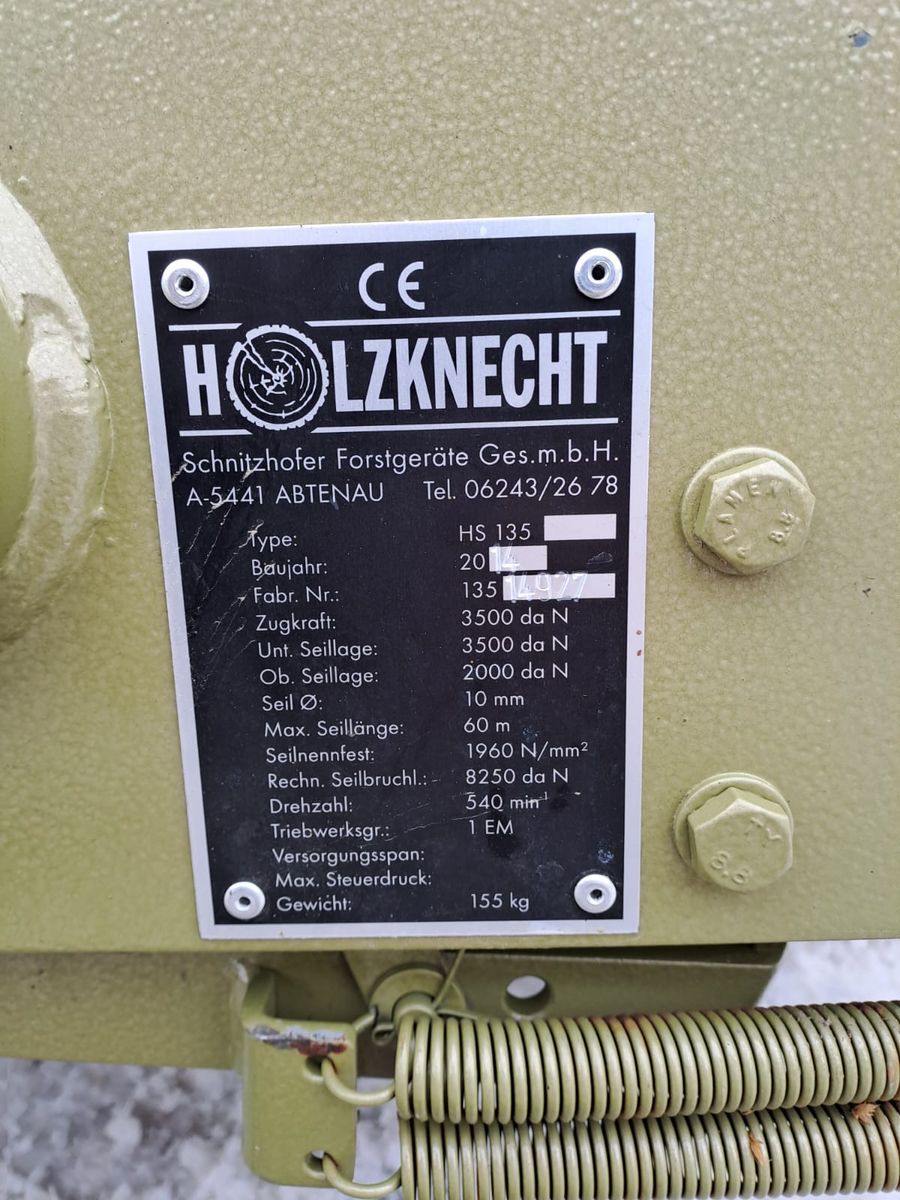 CE
HOLZKNECHT
Schnitzhofer Forstgeräte Ges.m.b.H.
A-5441 ABTENAU Tel. 06243/26 78
Type: HS 135
Baujahr: 2014
Fabr. Nr.: 135 14927
Zugkraft: 3500 da N
Unt. Seillage: 3500 da N
Ob. Seillage: 2000 da N
Seil Ø: 10 mm
Max. Seillänge: 60 m
Seilnennfest: 1960 N/mm²
Rechn. Seilbruchl.: 8250 da N
Drehzahl: 540 min⁻¹
Triebwerksgr.: 1 EM
Versorgungsspan:
Max. Steuerdruck:
Gewicht: 155 kg
TY
8.8